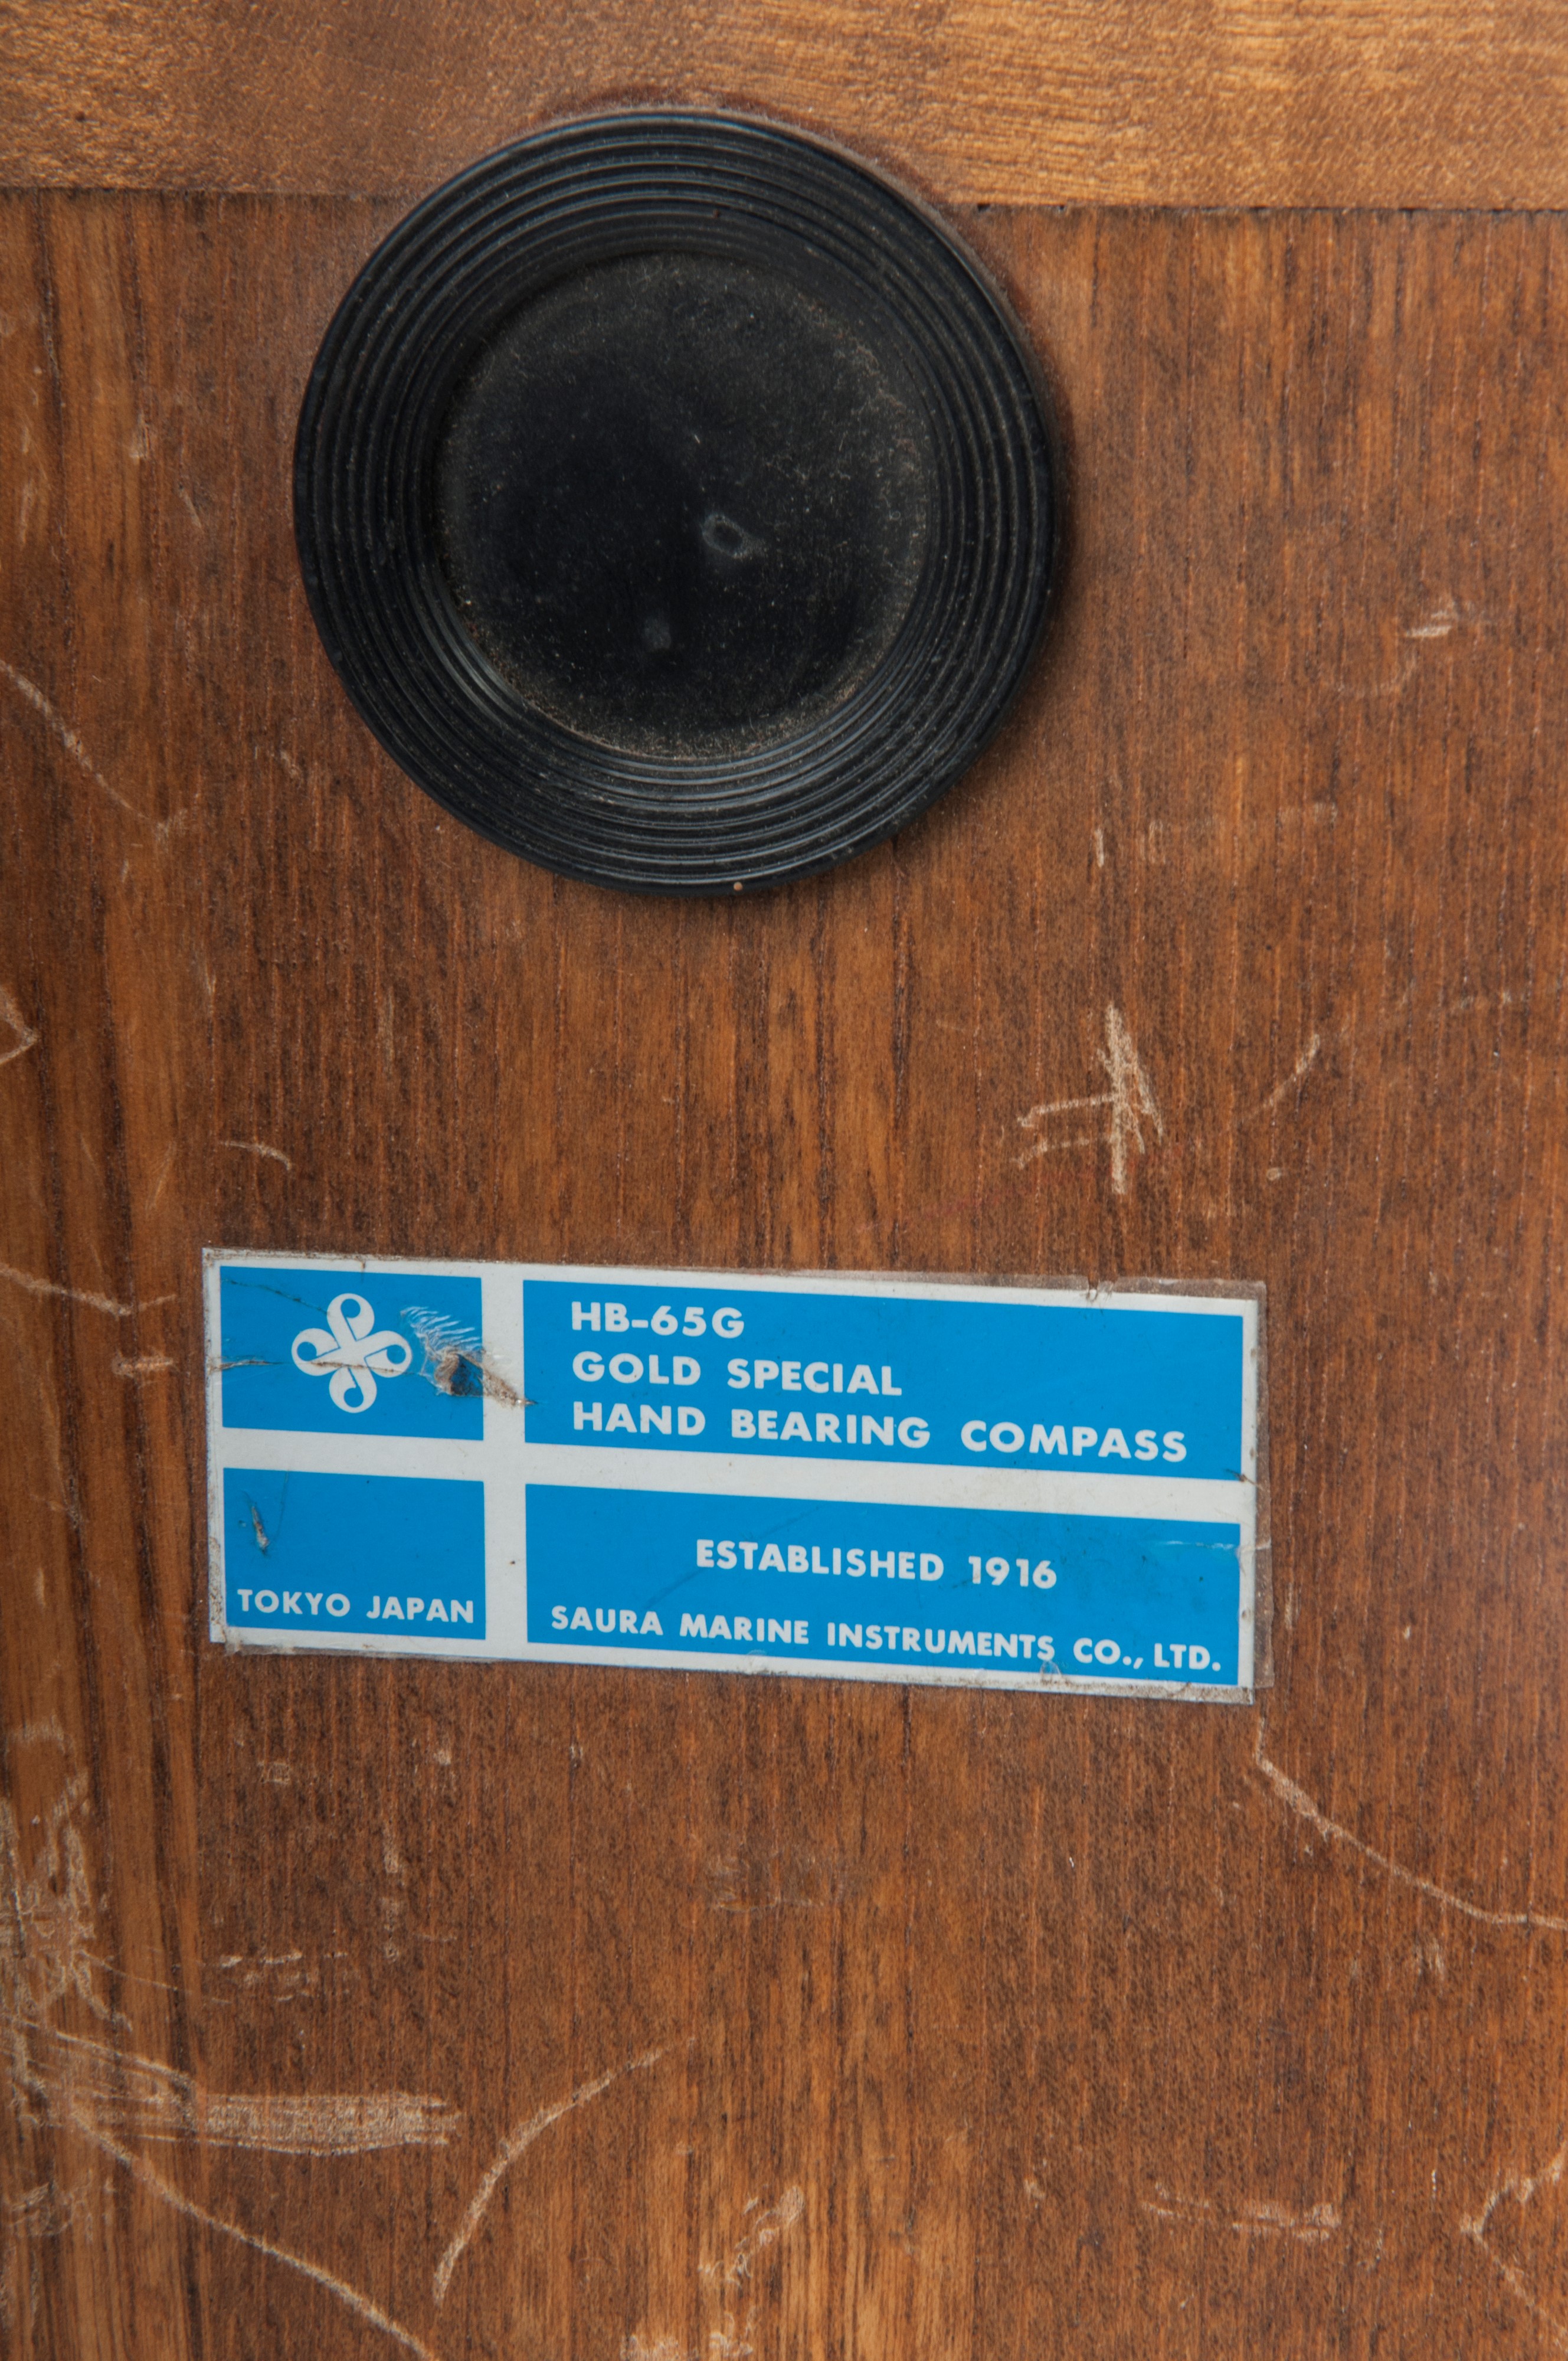 HB-65G
GOLD SPECIAL
HAND BEARING COMPASS
TOKYO JAPAN
ESTABLISHED 1916
SAURA MARINE INSTRUMENTS CO., LTD.